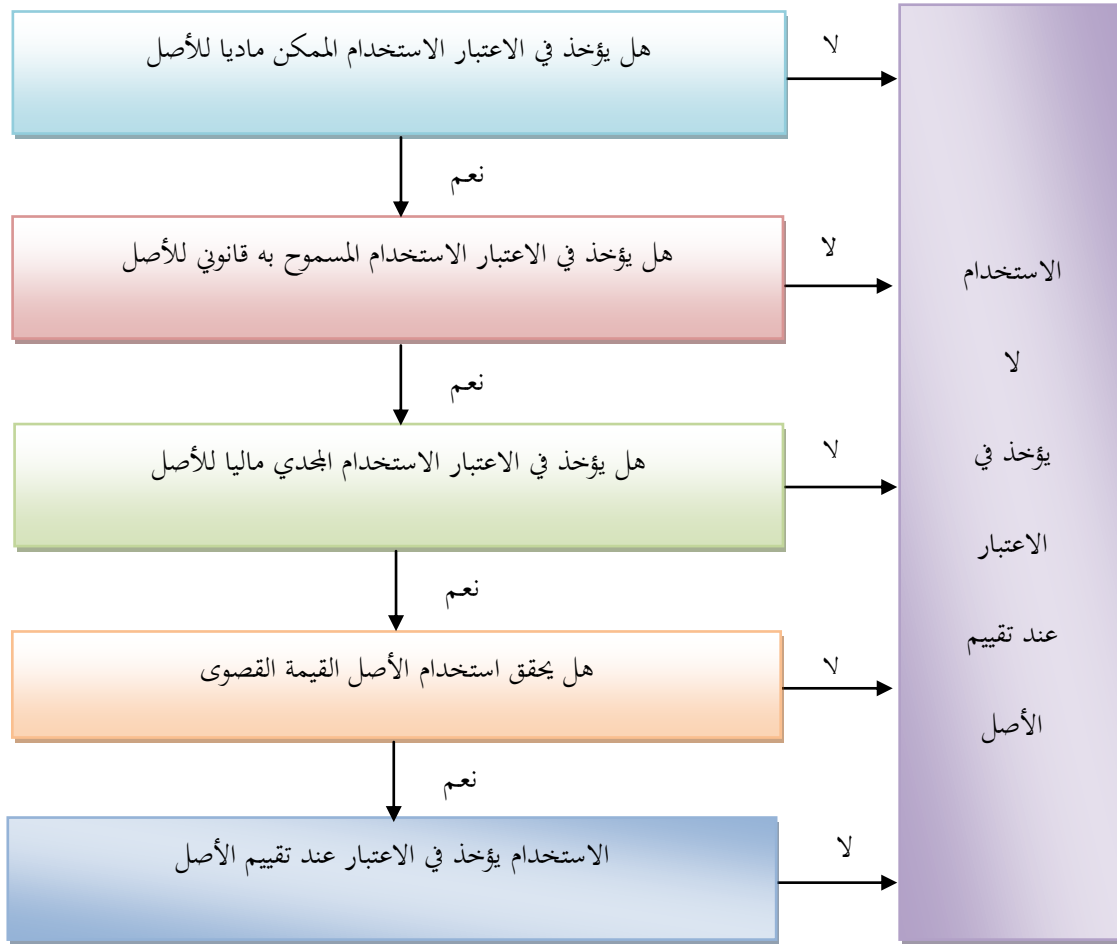 هل يؤخذ في الاعتبار الاستخدام الممكن ماديا للأصل
لا
نعم
هل يؤخذ في الاعتبار الاستخدام المسموح به قانوني للأصل
لا
نعم
هل يؤخذ في الاعتبار الاستخدام المجدي ماليا للأصل
لا
نعم
هل يحقق استخدام الأصل القيمة القصوى
لا
نعم
الاستخدام يؤخذ في الاعتبار عند تقييم الأصل
لا
الاستخدام
لا
يؤخذ في
الاعتبار
عند تقييم
الأصل